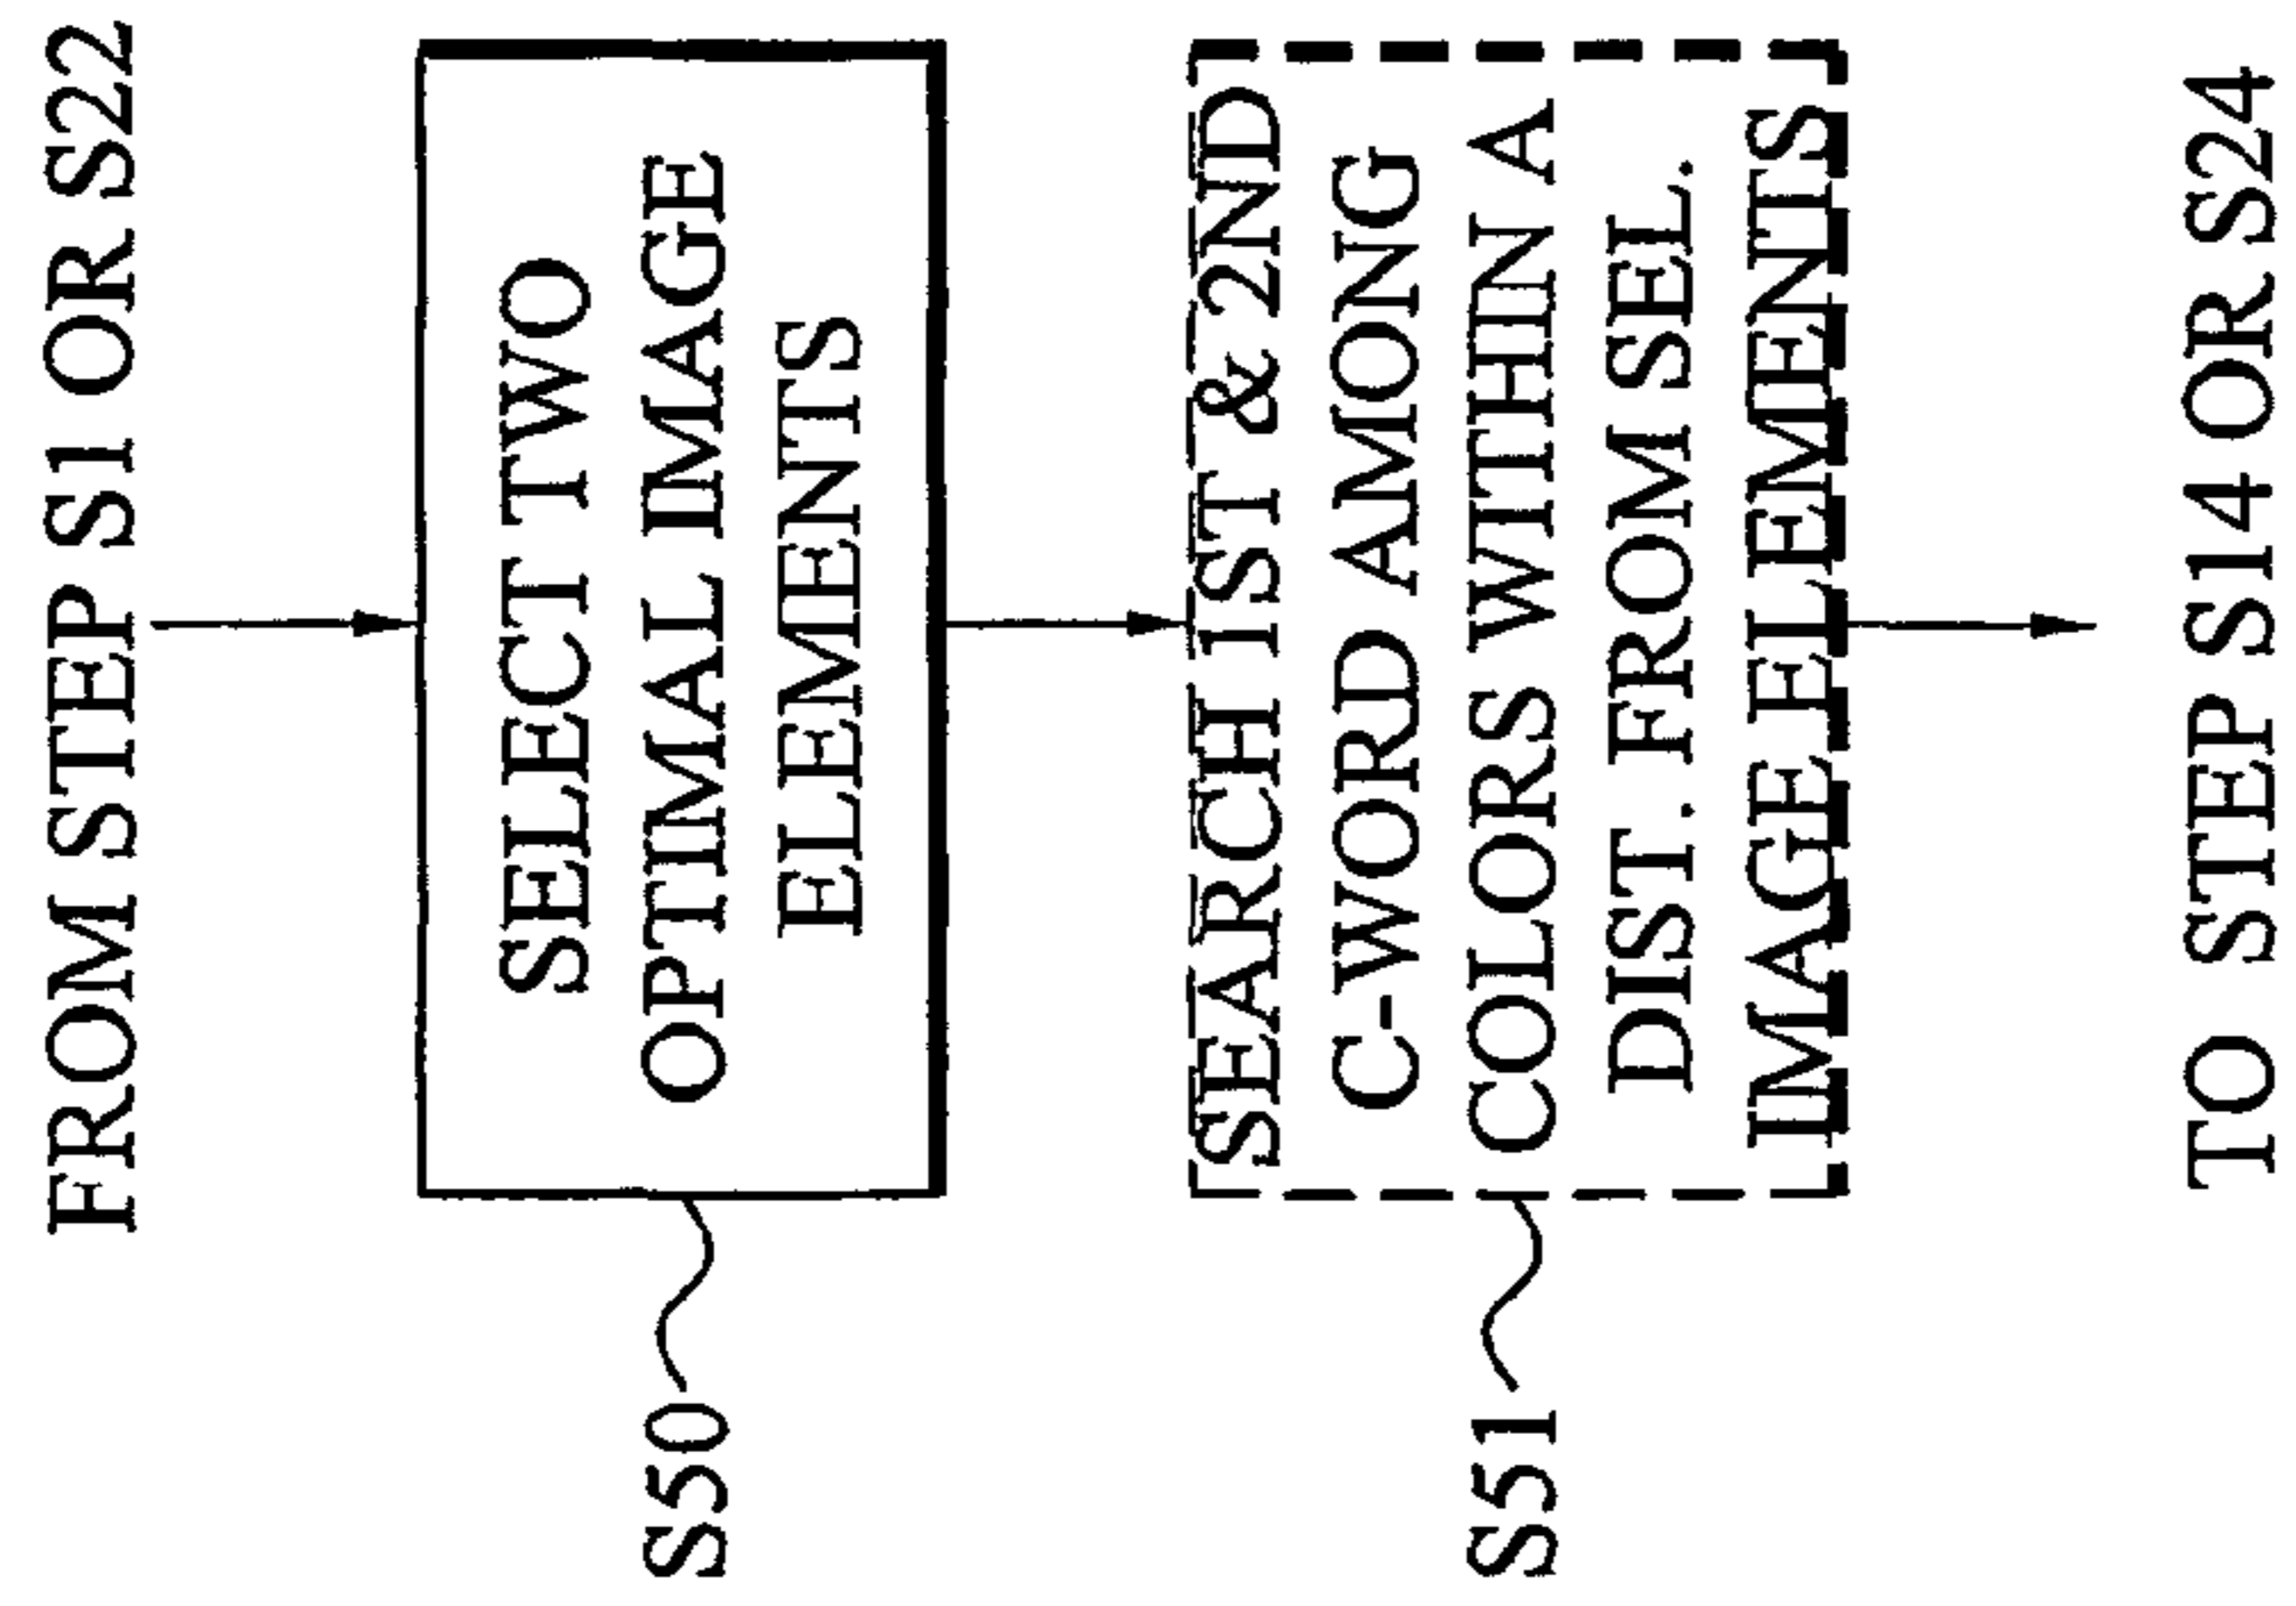 FROM STEP S1 OR S22
S50
SELECT TWO
OPTIMAL IMAGE
ELEMENTS
S51
SEARCH 1ST & 2ND
C-WORD AMONG
COLORS WITHIN A
DIST. FROM SEL.
IMAGE ELEMENTS
TO STEP S14 OR S24